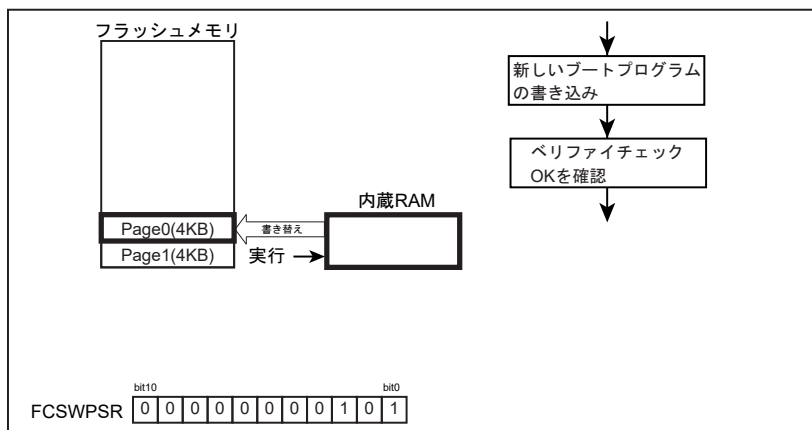 フラッシュメモリ
Page0(4KB)
Page1(4KB)
書き替え
内蔵RAM
実行
新しいブートプログラム
の書き込み
ベリファイチェック
OKを確認
bit10
bit0
FCSWPSR 0 0 0 0 0 0 0 0 1 0 1